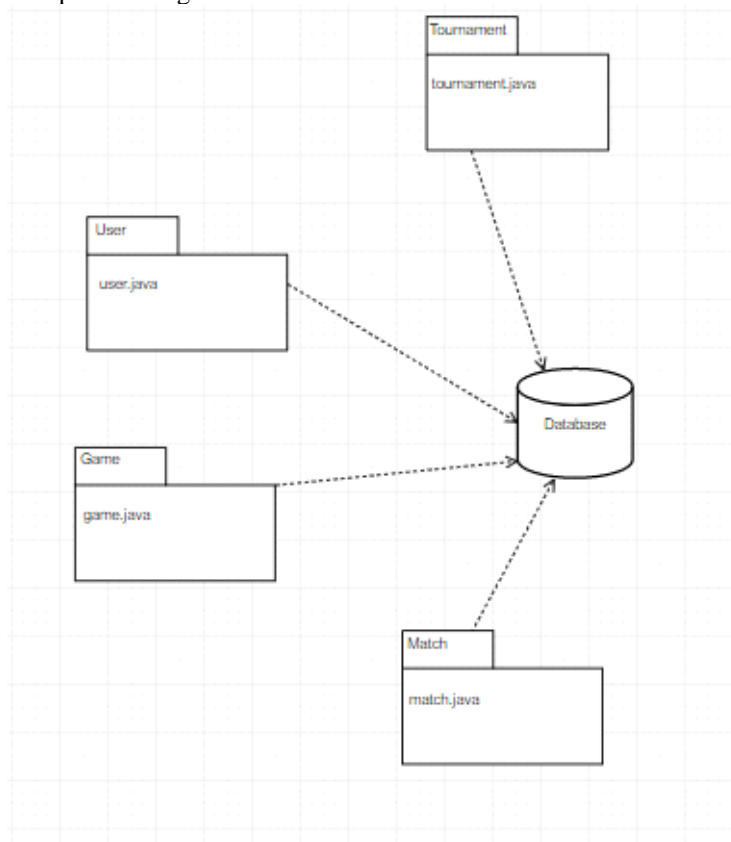 Tournament
tournament.java
User
user.java
Database
Game
game.java
Match
match.java